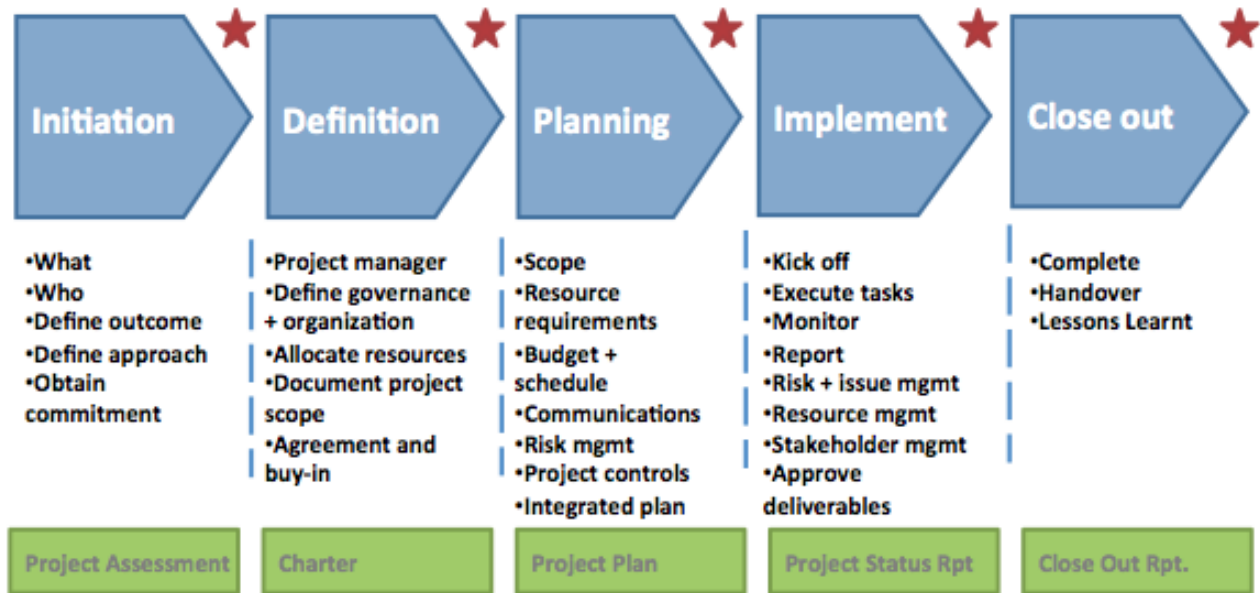 Initiation
Definition
Planning
Implement
Close out
•What
•Who
•Define outcome
•Define approach
•Obtain
commitment
•Project manager
•Define governance
+ organization
•Allocate resources
•Document project
scope
•Agreement and
buy-in
•Scope
•Resource
requirements
•Budget +
schedule
•Communications
•Risk mgmt
•Project controls
•Integrated plan
•Kick off
•Execute tasks
•Monitor
•Report
•Risk + issue mgmt
•Resource mgmt
•Stakeholder mgmt
•Approve
deliverables
•Complete
•Handover
•Lessons Learnt
Project Assessment
Charter
Project Plan
Project Status Rpt
Close Out Rpt.